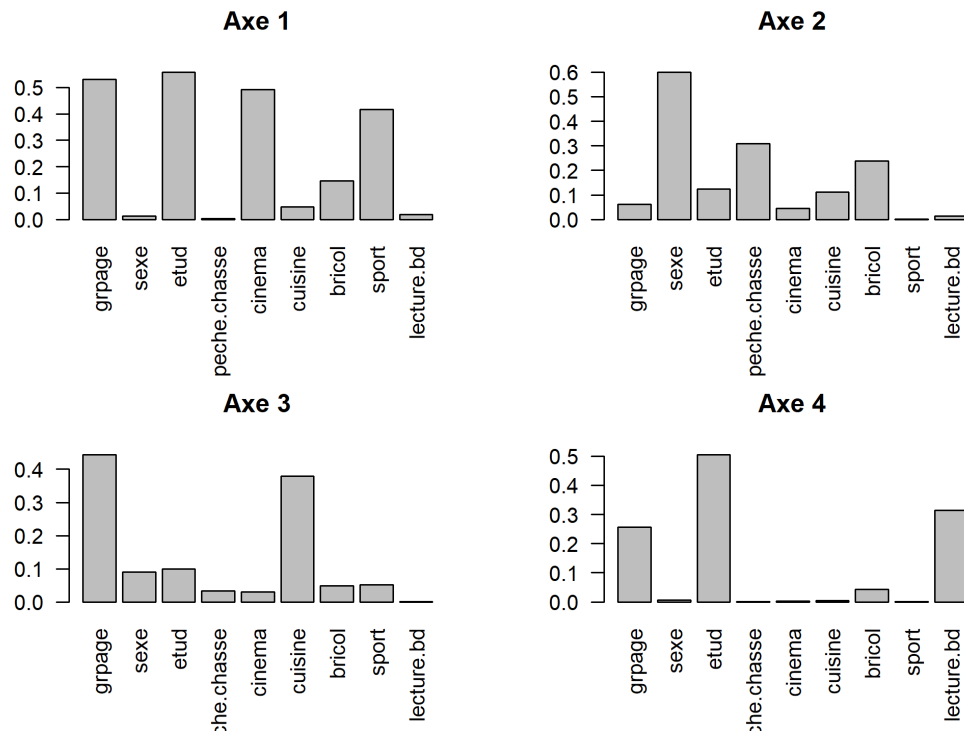 Axe 1
0.5
0.4
0.3
0.2
0.1
0.0
grpage
sexe
etud
peche.chasse
cinema
cuisine
bricol
sport
lecture.bd
Axe 2
0.6
0.5
0.4
0.3
0.2
0.1
0.0
grpage
sexe
etud
peche.chasse
cinema
cuisine
bricol
sport
lecture.bd
Axe 3
0.4
0.3
0.2
0.1
0.0
grpage
sexe
etud
che.chasse
cinema
cuisine
bricol
sport
lecture.bd
Axe 4
0.5
0.4
0.3
0.2
0.1
0.0
grpage
sexe
etud
che.chasse
cinema
cuisine
bricol
sport
lecture.bd